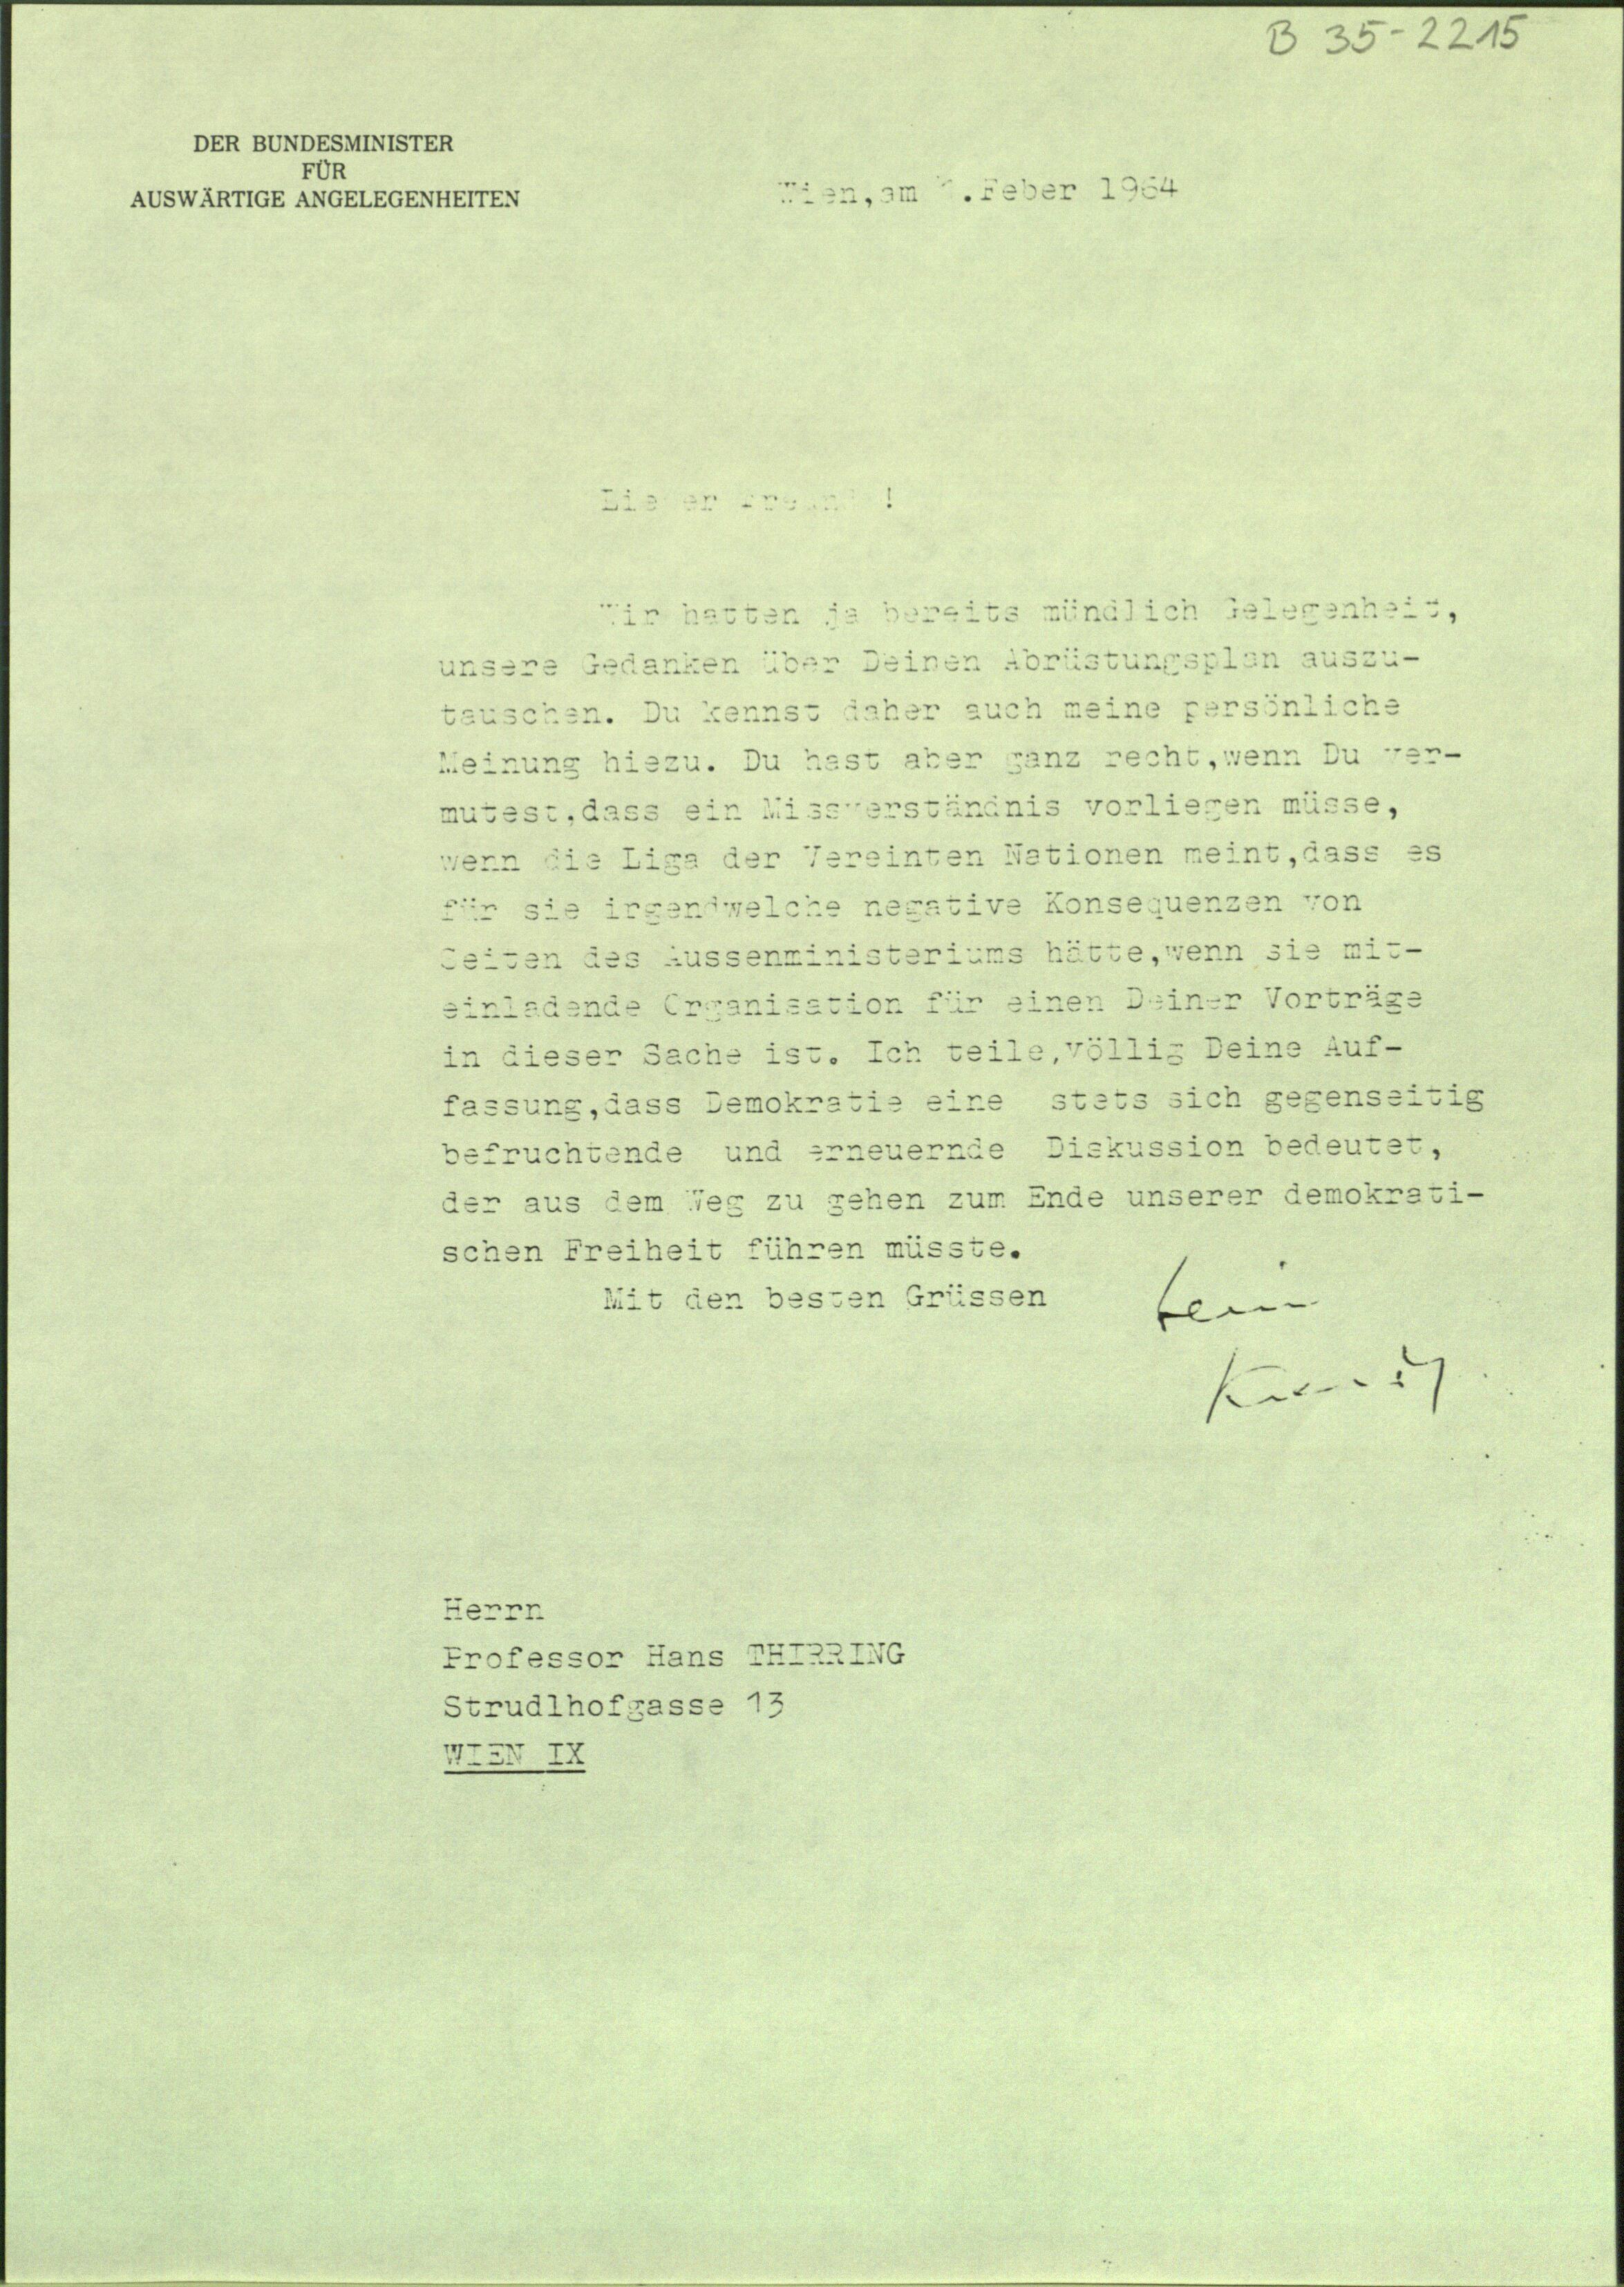 B 35-2215
DER BUNDESMINISTER
FÜR
AUSWÄRTIGE ANGELEGENHEITEN
Wien,am .Feber 1964
Lieber Freund !
Wir hatten ja bereits mündlich Gelegenheit,
unsere Gedanken über Deinen Abrüstungsplan auszu-
tauschen. Du kennst daher auch meine persönliche
Meinung hiezu. Du hast aber ganz recht,wenn Du ver-
mutest,dass ein Missverständnis vorliegen müsse,
wenn die Liga der Vereinten Nationen meint,dass es
für sie irgendwelche negative Konsequenzen von
Seiten des Aussenministeriums hätte,wenn sie mit-
einladende Organisation für einen Deiner Vorträge
in dieser Sache ist. Ich teile,völlig Deine Auf-
fassung,dass Demokratie eine stets sich gegenseitig
befruchtende und erneuernde Diskussion bedeutet,
der aus dem Weg zu gehen zum Ende unserer demokrati-
schen Freiheit führen müsste.
Mit den besten Grüssen Dein
Herrn
Professor Hans THIRRING
Strudlhofgasse 13
WIEN IX